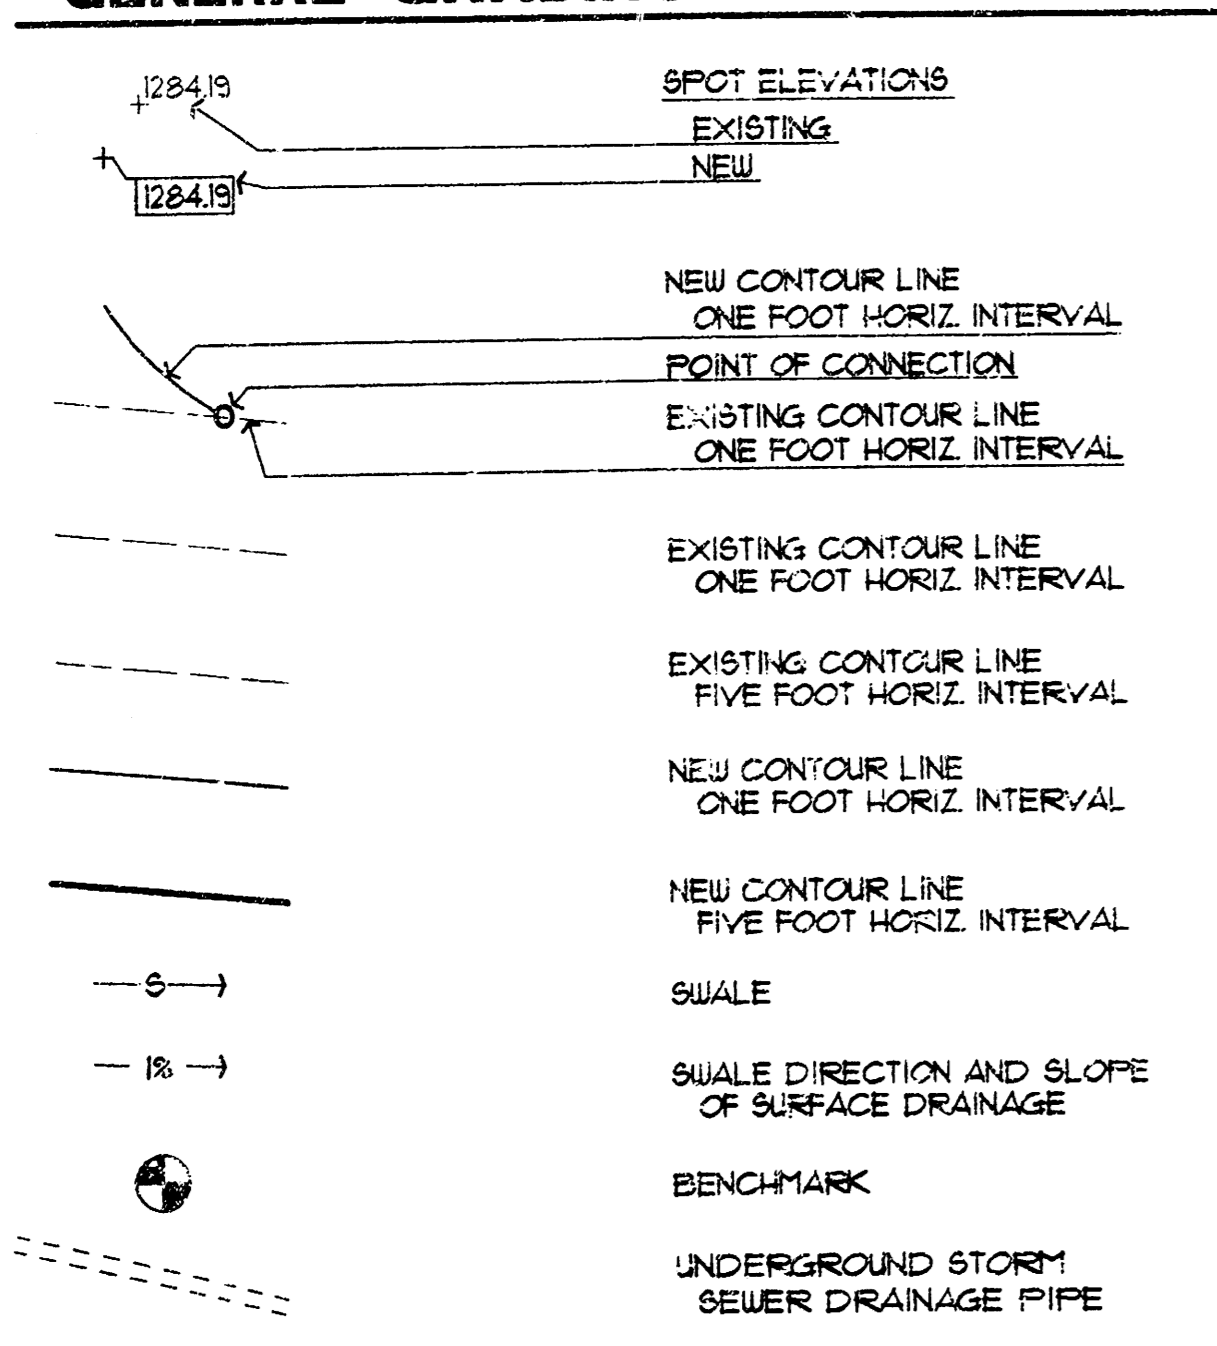 1284.19
SPOT ELEVATIONS
EXISTING
NEW
1284.19
NEW CONTOUR LINE
ONE FOOT HORIZ. INTERVAL
POINT OF CONNECTION
EXISTING CONTOUR LINE
ONE FOOT HORIZ. INTERVAL
EXISTING CONTOUR LINE
ONE FOOT HORIZ. INTERVAL
EXISTING CONTOUR LINE
FIVE FOOT HORIZ. INTERVAL
NEW CONTOUR LINE
ONE FOOT HORIZ. INTERVAL
NEW CONTOUR LINE
FIVE FOOT HORIZ. INTERVAL
S
SWALE
1%
SWALE DIRECTION AND SLOPE
OF SURFACE DRAINAGE
BENCHMARK
UNDERGROUND STORM
SEWER DRAINAGE PIPE